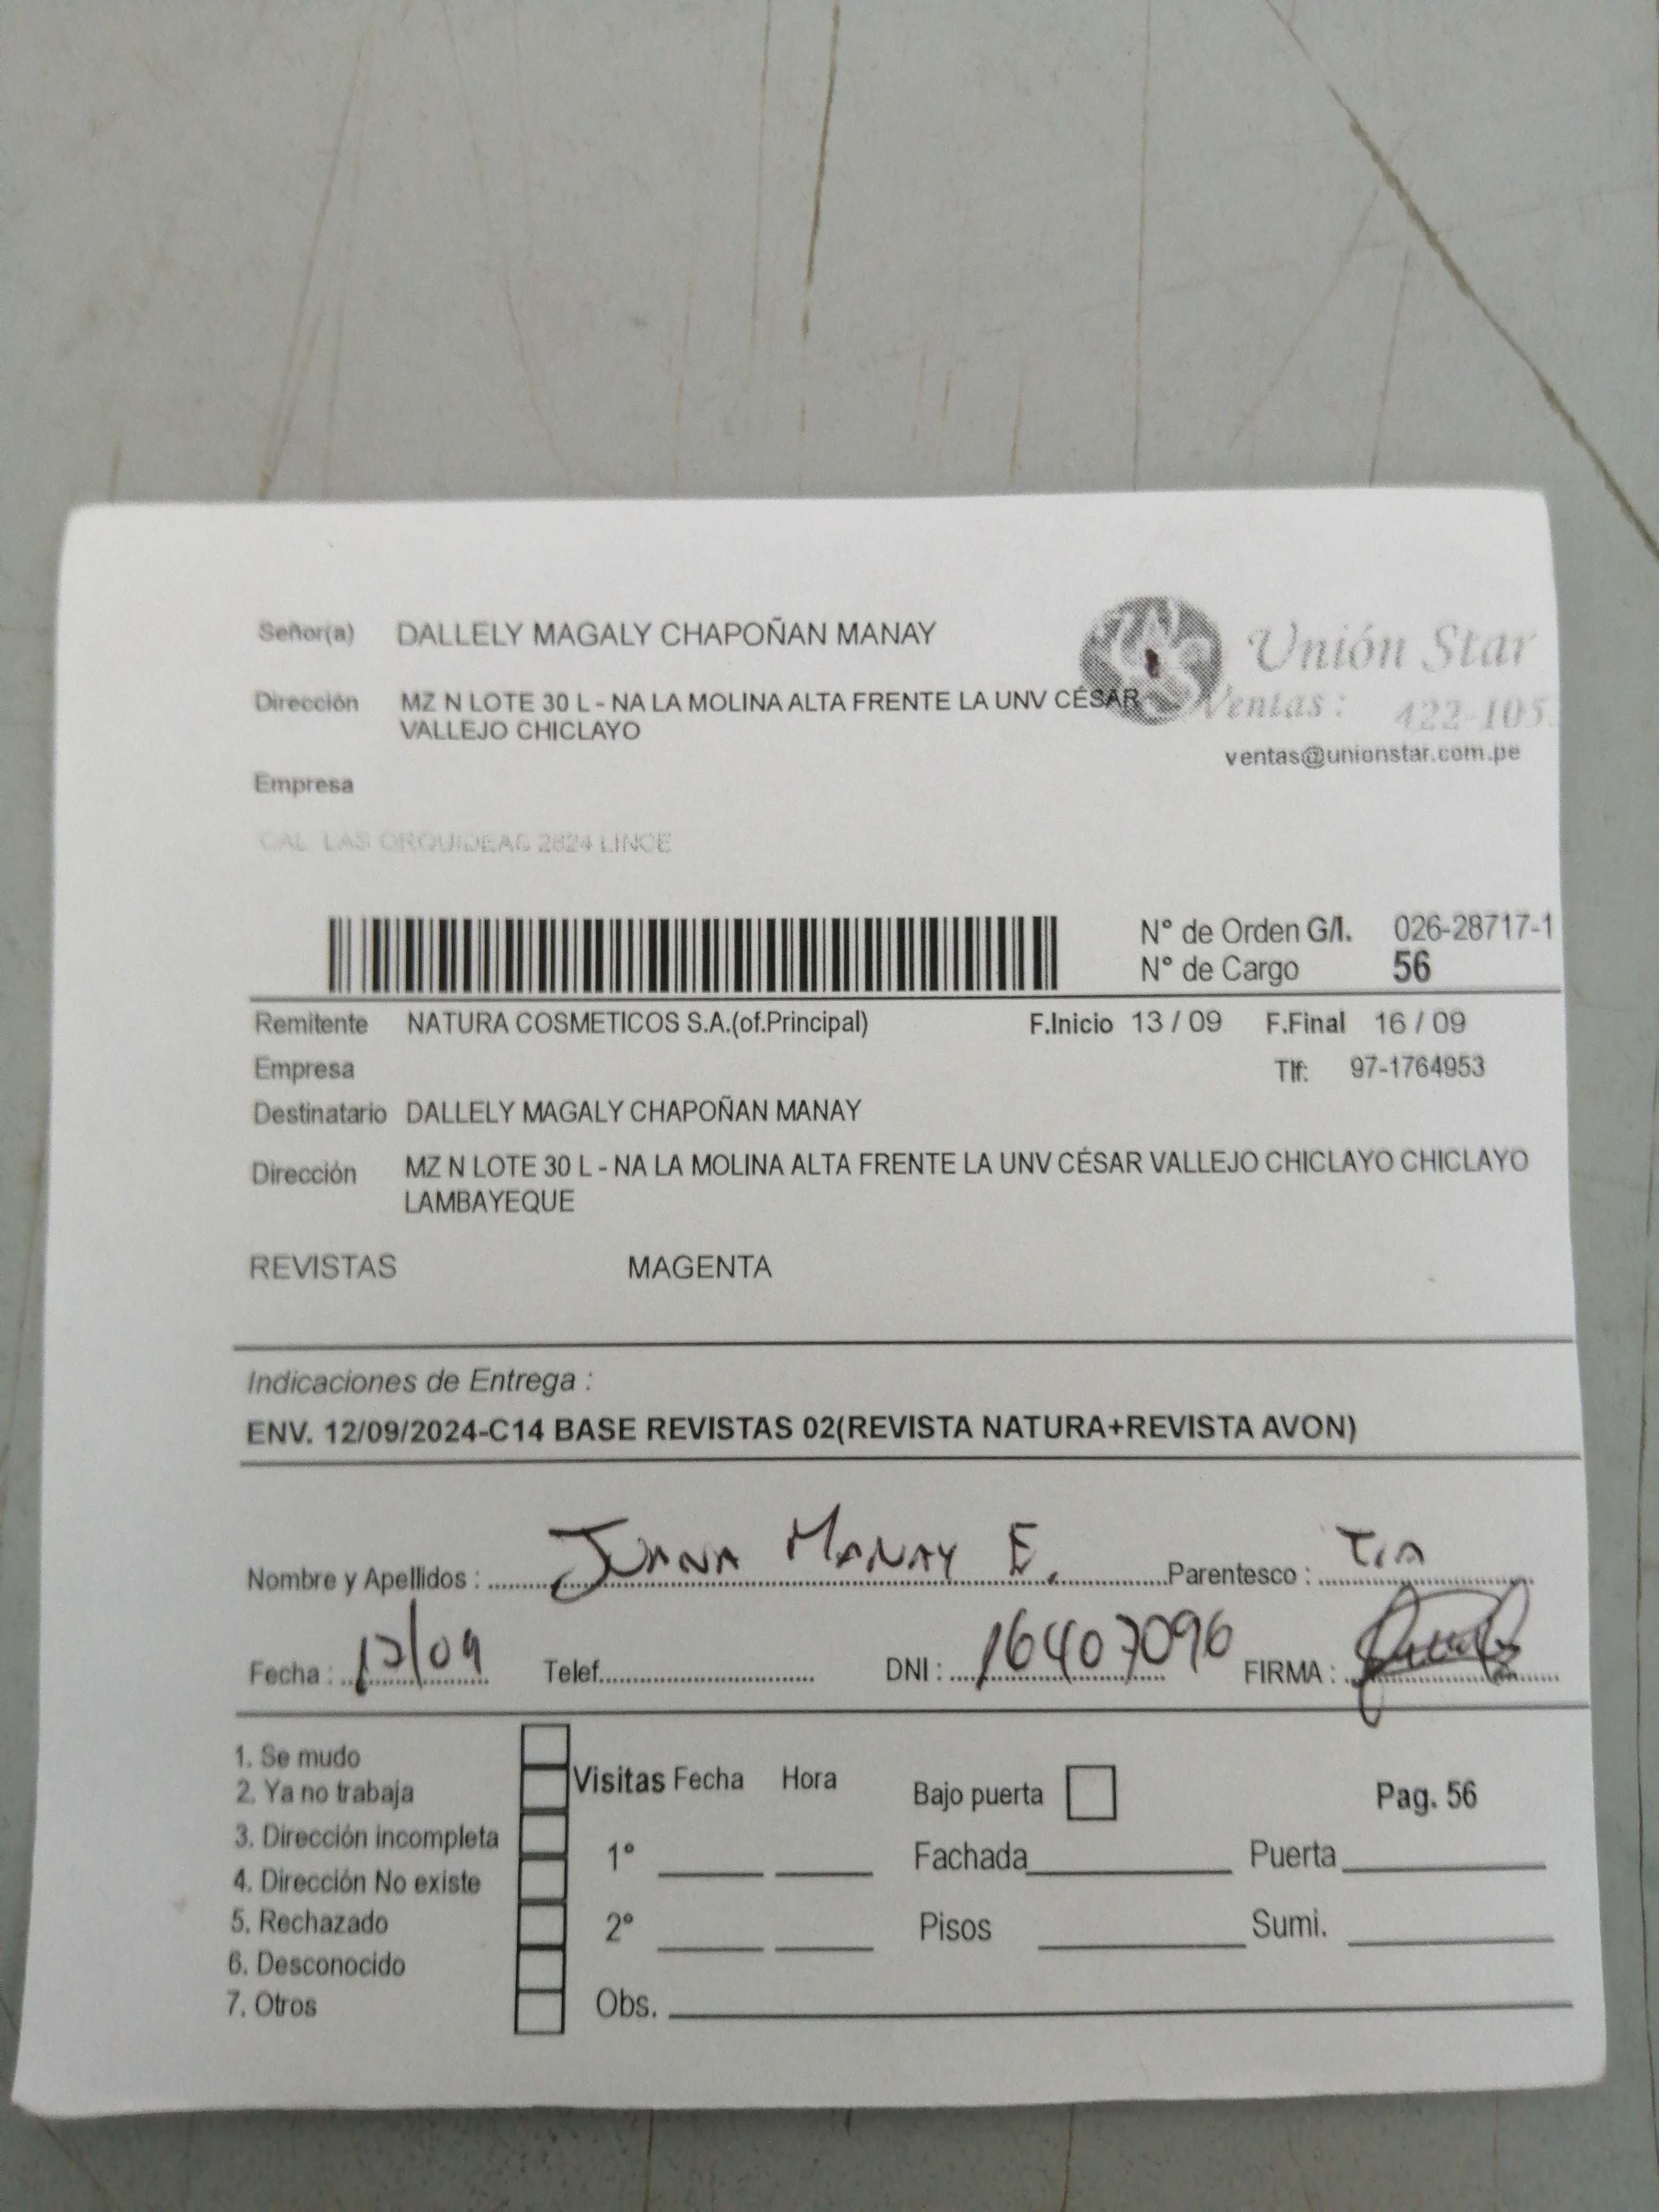 Señor(a) DALLELY MAGALY CHAPOÑAN MANAY
Unión Star
Dirección MZ N LOTE 30 L - NA LA MOLINA ALTA FRENTE LA UNV CÉSAR
VALLEJO CHICLAYO
Ventas : 422-105
ventas@unionstar.com.pe
Empresa
CAL LAS ORQUIDEAS 2624 LINCE
N° de Orden G/I. 026-28717-1
N° de Cargo 56
Remitente NATURA COSMETICOS S.A.(of.Principal) F.Inicio 13 / 09 F.Final 16 / 09
Empresa Tlf: 97-1764953
Destinatario DALLELY MAGALY CHAPOÑAN MANAY
Dirección MZ N LOTE 30 L - NA LA MOLINA ALTA FRENTE LA UNV CÉSAR VALLEJO CHICLAYO CHICLAYO
LAMBAYEQUE
REVISTAS MAGENTA
Indicaciones de Entrega :
ENV. 12/09/2024-C14 BASE REVISTAS 02(REVISTA NATURA+REVISTA AVON)
Nombre y Apellidos : JUANA MANAY E. Parentesco : TIA
Fecha : 13/09 Telef. DNI : 16407096 FIRMA :
1. Se mudo
2. Ya no trabaja
3. Dirección incompleta
4. Dirección No existe
5. Rechazado
6. Desconocido
7. Otros
Visitas Fecha Hora
1°
2°
Obs.
Bajo puerta Pag. 56
Fachada Puerta
Pisos Sumi.